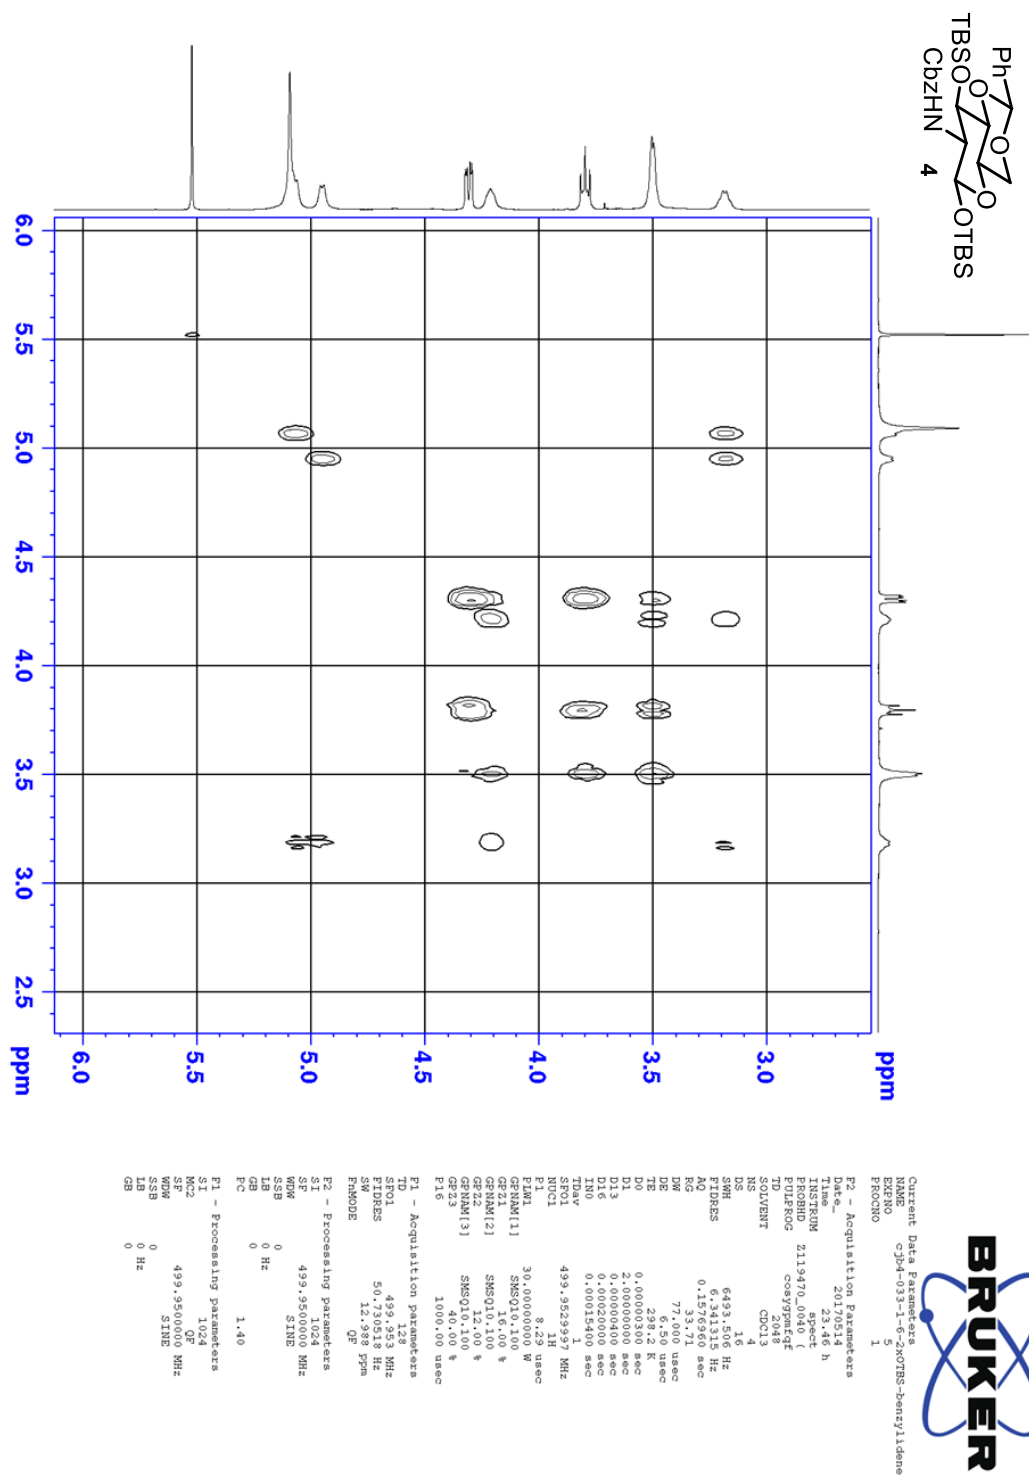 Ph
O
O
O
O
TBSO
CbzHN
OTBS
4
6.0
5.5
5.0
4.5
4.0
3.5
3.0
2.5
ppm
6.0
5.5
5.0
4.5
4.0
3.5
3.0
ppm
BRUKER
Current Data Parameters
NAME cjb4-033-1-6-2xOTBS-benzylidene
EXPNO 5
PROCNO 1
F2 - Acquisition Parameters
Date_ 20170514
Time 23.46 h
INSTRUM spect
PROBHD Z119470_0040 (
PULPROG cosygpmfqf
TD 2048
SOLVENT CDCl3
NS 4
DS 16
SWH 6493.506 Hz
FIDRES 6.341315 Hz
AQ 0.1576960 sec
RG 33.71
DW 77.000 usec
DE 6.50 usec
TE 298.2 K
D0 0.00000300 sec
D1 2.00000000 sec
D13 0.00000400 sec
D16 0.00020000 sec
IN0 0.00015400 sec
TDav 1
SFO1 499.9529997 MHz
NUC1 1H
P1 8.29 usec
PLW1 30.00000000 W
GPNAM[1] SMSQ10.100
GPZ1 16.00 %
GPNAM[2] SMSQ10.100
GPZ2 12.00 %
GPNAM[3] SMSQ10.100
GPZ3 40.00 %
P16 1000.00 usec
F1 - Acquisition parameters
TD 128
SFO1 499.953 MHz
FIDRES 50.730518 Hz
SW 12.988 ppm
FnMODE QF
F2 - Processing parameters
SI 1024
SF 499.9500000 MHz
WDW SINE
SSB 0
LB 0 Hz
GB 0
PC 1.40
F1 - Processing parameters
SI 1024
MC2 QF
SF 499.9500000 MHz
WDW SINE
SSB 0
LB 0 Hz
GB 0